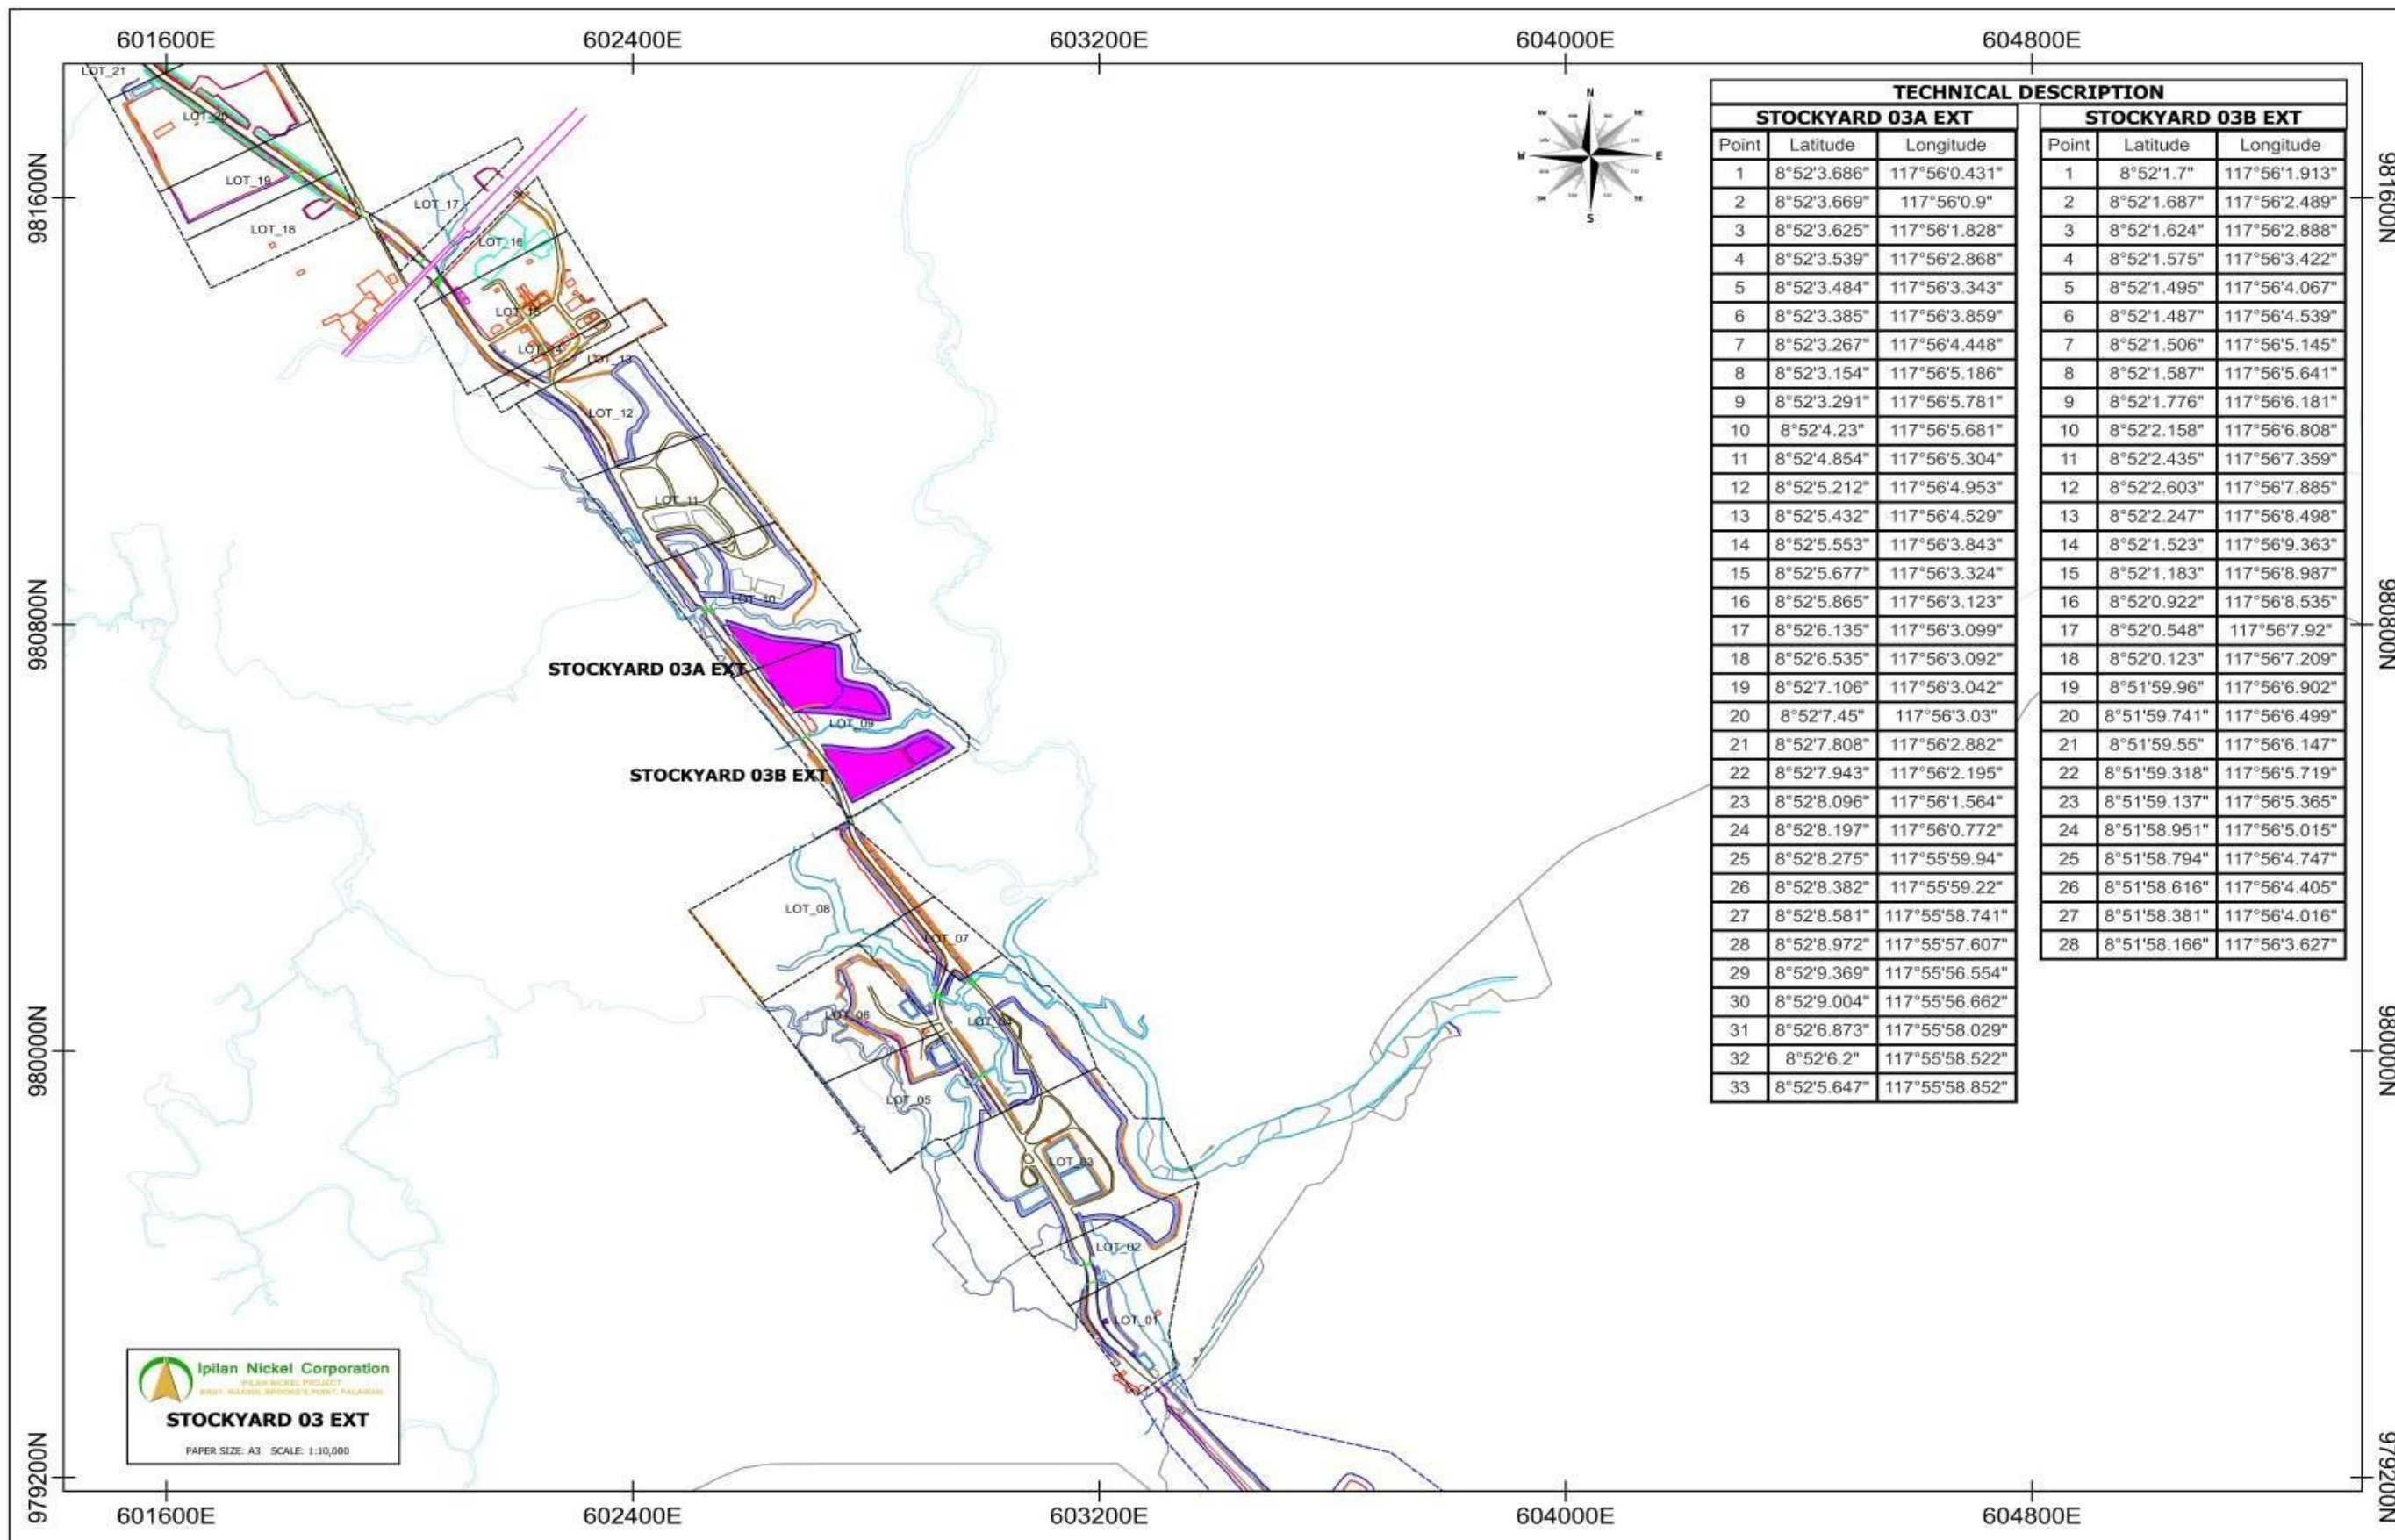 601600E 602400E 603200E 604000E 604800E
981600N 980800N 980000N 979200N
LOT_21
LOT_20
LOT_19
LOT_18
LOT_17
LOT_16
LOT_15
LOT_14
LOT_13
LOT_12
LOT_11
LOT_10
STOCKYARD 03A EXT
LOT_09
STOCKYARD 03B EXT
LOT_08
LOT_07
LOT_06
LOT_04
LOT_05
LOT_03
LOT_02
LOT_01
N
NW NE
W E
SW SE
S
TECHNICAL DESCRIPTION
STOCKYARD 03A EXT
Point Latitude Longitude
1 8°52'3.686" 117°56'0.431"
2 8°52'3.669" 117°56'0.9"
3 8°52'3.625" 117°56'1.828"
4 8°52'3.539" 117°56'2.868"
5 8°52'3.484" 117°56'3.343"
6 8°52'3.385" 117°56'3.859"
7 8°52'3.267" 117°56'4.448"
8 8°52'3.154" 117°56'5.186"
9 8°52'3.291" 117°56'5.781"
10 8°52'4.23" 117°56'5.681"
11 8°52'4.854" 117°56'5.304"
12 8°52'5.212" 117°56'4.953"
13 8°52'5.432" 117°56'4.529"
14 8°52'5.553" 117°56'3.843"
15 8°52'5.677" 117°56'3.324"
16 8°52'5.865" 117°56'3.123"
17 8°52'6.135" 117°56'3.099"
18 8°52'6.535" 117°56'3.092"
19 8°52'7.106" 117°56'3.042"
20 8°52'7.45" 117°56'3.03"
21 8°52'7.808" 117°56'2.882"
22 8°52'7.943" 117°56'2.195"
23 8°52'8.096" 117°56'1.564"
24 8°52'8.197" 117°56'0.772"
25 8°52'8.275" 117°55'59.94"
26 8°52'8.382" 117°55'59.22"
27 8°52'8.581" 117°55'58.741"
28 8°52'8.972" 117°55'57.607"
29 8°52'9.369" 117°55'56.554"
30 8°52'9.004" 117°55'56.662"
31 8°52'6.873" 117°55'58.029"
32 8°52'6.2" 117°55'58.522"
33 8°52'5.647" 117°55'58.852"
STOCKYARD 03B EXT
Point Latitude Longitude
1 8°52'1.7" 117°56'1.913"
2 8°52'1.687" 117°56'2.489"
3 8°52'1.624" 117°56'2.888"
4 8°52'1.575" 117°56'3.422"
5 8°52'1.495" 117°56'4.067"
6 8°52'1.487" 117°56'4.539"
7 8°52'1.506" 117°56'5.145"
8 8°52'1.587" 117°56'5.641"
9 8°52'1.776" 117°56'6.181"
10 8°52'2.158" 117°56'6.808"
11 8°52'2.435" 117°56'7.359"
12 8°52'2.603" 117°56'7.885"
13 8°52'2.247" 117°56'8.498"
14 8°52'1.523" 117°56'9.363"
15 8°52'1.183" 117°56'8.987"
16 8°52'0.922" 117°56'8.535"
17 8°52'0.548" 117°56'7.92"
18 8°52'0.123" 117°56'7.209"
19 8°51'59.96" 117°56'6.902"
20 8°51'59.741" 117°56'6.499"
21 8°51'59.55" 117°56'6.147"
22 8°51'59.318" 117°56'5.719"
23 8°51'59.137" 117°56'5.365"
24 8°51'58.951" 117°56'5.015"
25 8°51'58.794" 117°56'4.747"
26 8°51'58.616" 117°56'4.405"
27 8°51'58.381" 117°56'4.016"
28 8°51'58.166" 117°56'3.627"
981600N 980800N 980000N 979200N
Ipilan Nickel Corporation
IPILAN NICKEL PROJECT
BRGY. MAASIN, BROOKE'S POINT, PALAWAN
STOCKYARD 03 EXT
PAPER SIZE: A3 SCALE: 1:10,000
601600E 602400E 603200E 604000E 604800E